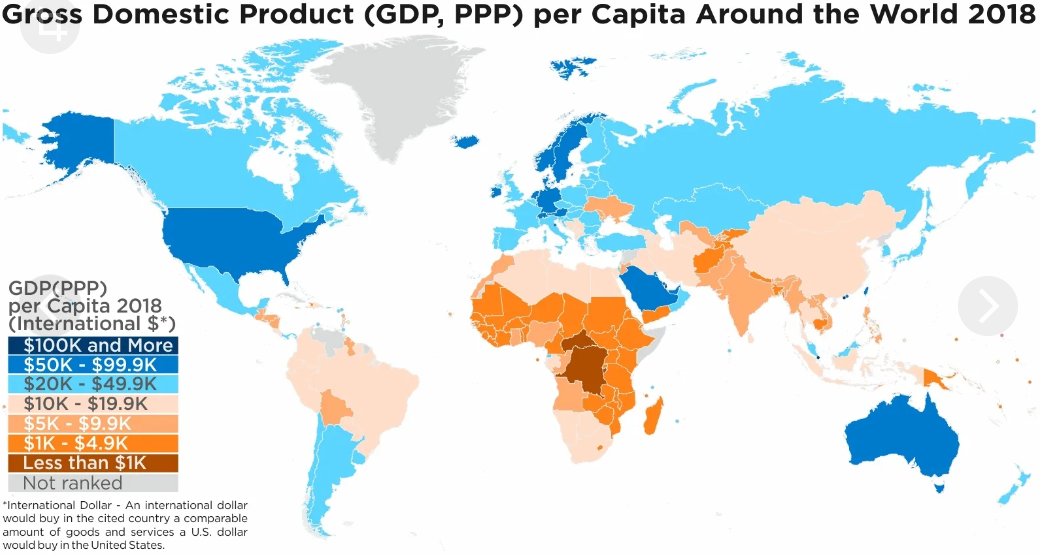 Gross Domestic Product (GDP, PPP) per Capita Around the World 2018
GDP(PPP)
per Capita 2018
(International $*)
$100K and More
$50K - $99.9K
$20K - $49.9K
$10K - $19.9K
$5K - $9.9K
$1K - $4.9K
Less than $1K
Not ranked
*International Dollar - An international dollar
would buy in the cited country a comparable
amount of goods and services a U.S. dollar
would buy in the United States.